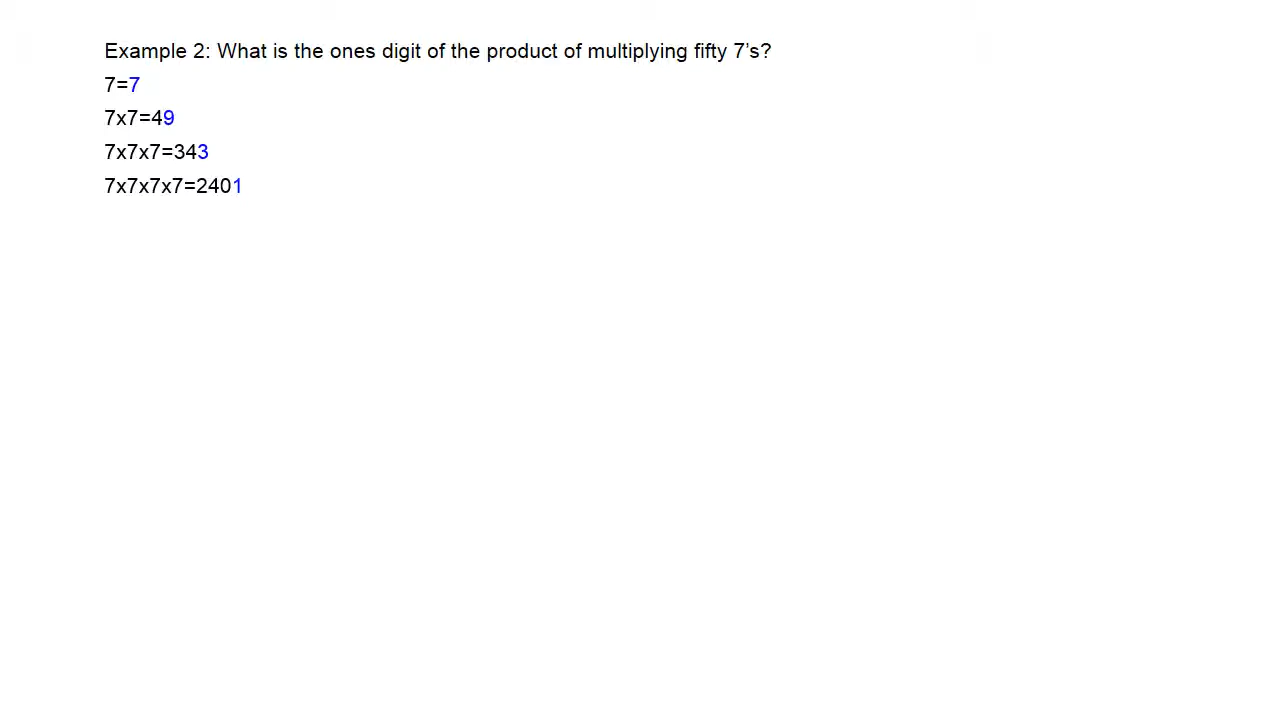 Example 2: What is the ones digit of the product of multiplying fifty 7’s?
7=7
7x7=49
7x7x7=343
7x7x7x7=2401